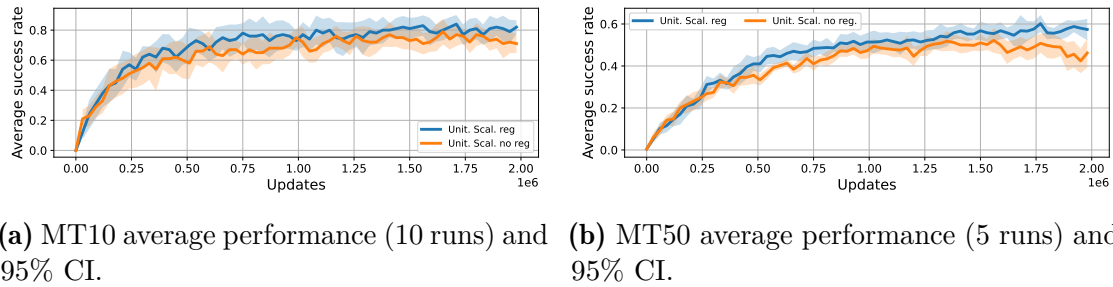 Average success rate
0.8
0.6
0.4
0.2
0.0
Unit. Scal. reg
Unit. Scal. no reg
0.00 0.25 0.50 0.75 1.00 1.25 1.50 1.75 2.00
1e6
Updates
Average success rate
0.6
0.4
0.2
0.0
Unit. Scal. reg Unit. Scal. no reg.
0.00 0.25 0.50 0.75 1.00 1.25 1.50 1.75 2.00
1e6
Updates
(a) MT10 average performance (10 runs) and
95% CI.
(b) MT50 average performance (5 runs) and
95% CI.